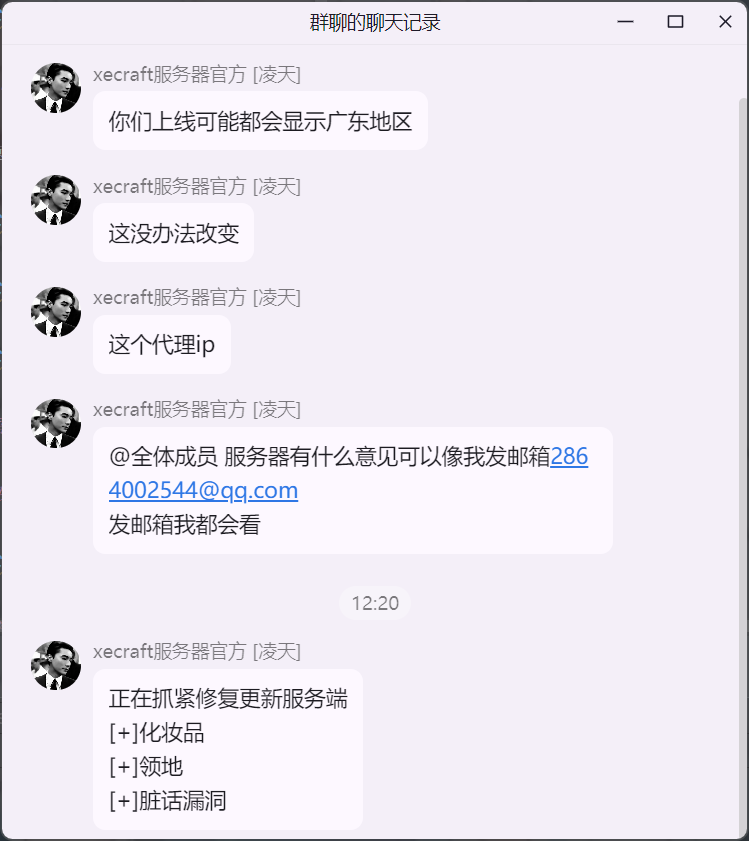 群聊的聊天记录
xecraft服务器官方 [凌天]
你们上线可能都会显示广东地区
xecraft服务器官方 [凌天]
这没办法改变
xecraft服务器官方 [凌天]
这个代理ip
xecraft服务器官方 [凌天]
@全体成员 服务器有什么意见可以像我发邮箱286
4002544@qq.com
发邮箱我都会看
12:20
xecraft服务器官方 [凌天]
正在抓紧修复更新服务端
[+]化妆品
[+]领地
[+]脏话漏洞